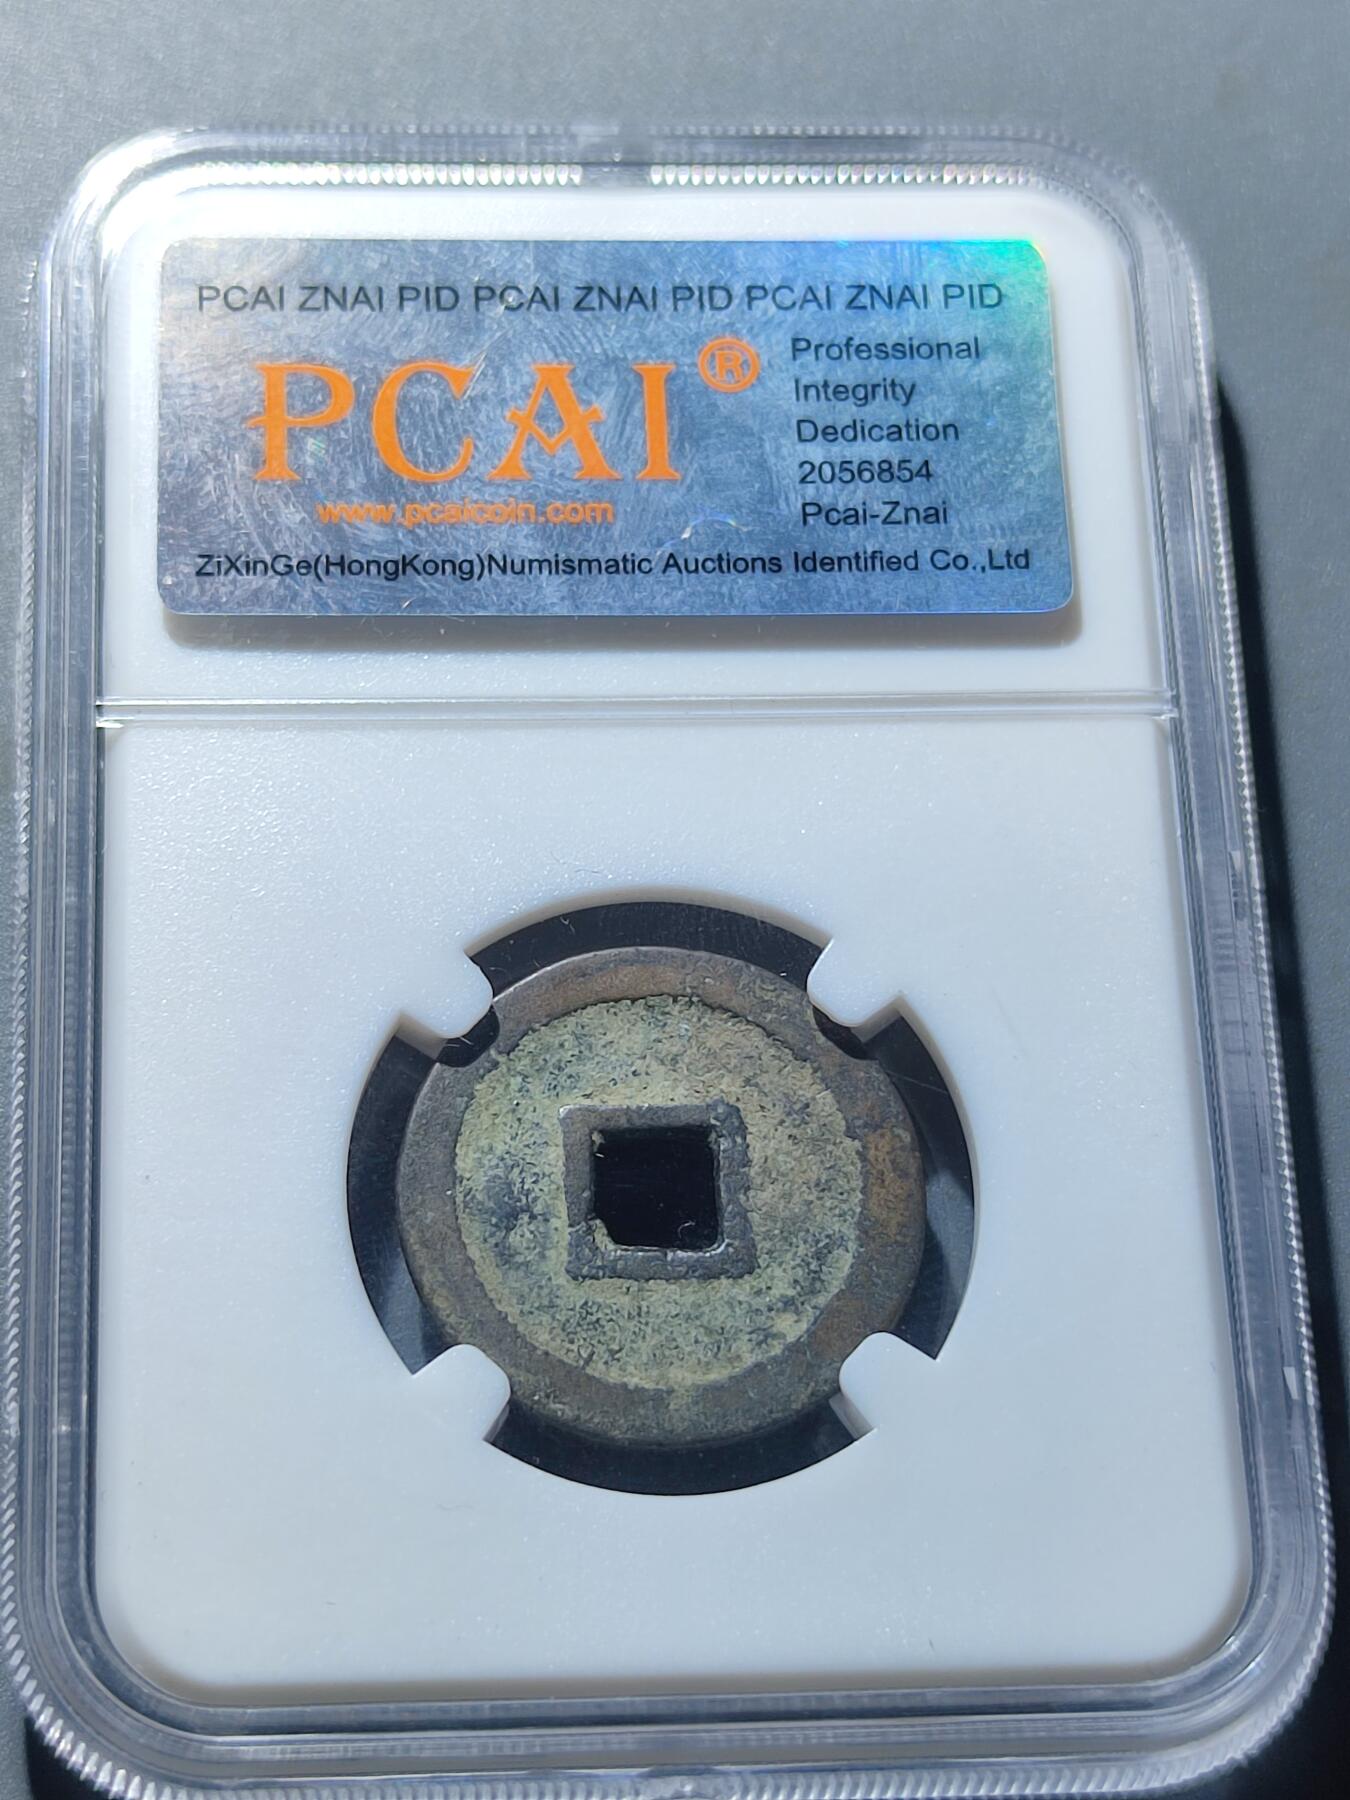 PCAI ZNAI PID PCAI ZNAI PID PCAI ZNAI PID
PCAI®
www.pcaicoin.com
Professional
Integrity
Dedication
2056854
Pcai-Znai
ZiXinGe(HongKong)Numismatic Auctions Identified Co.,Ltd